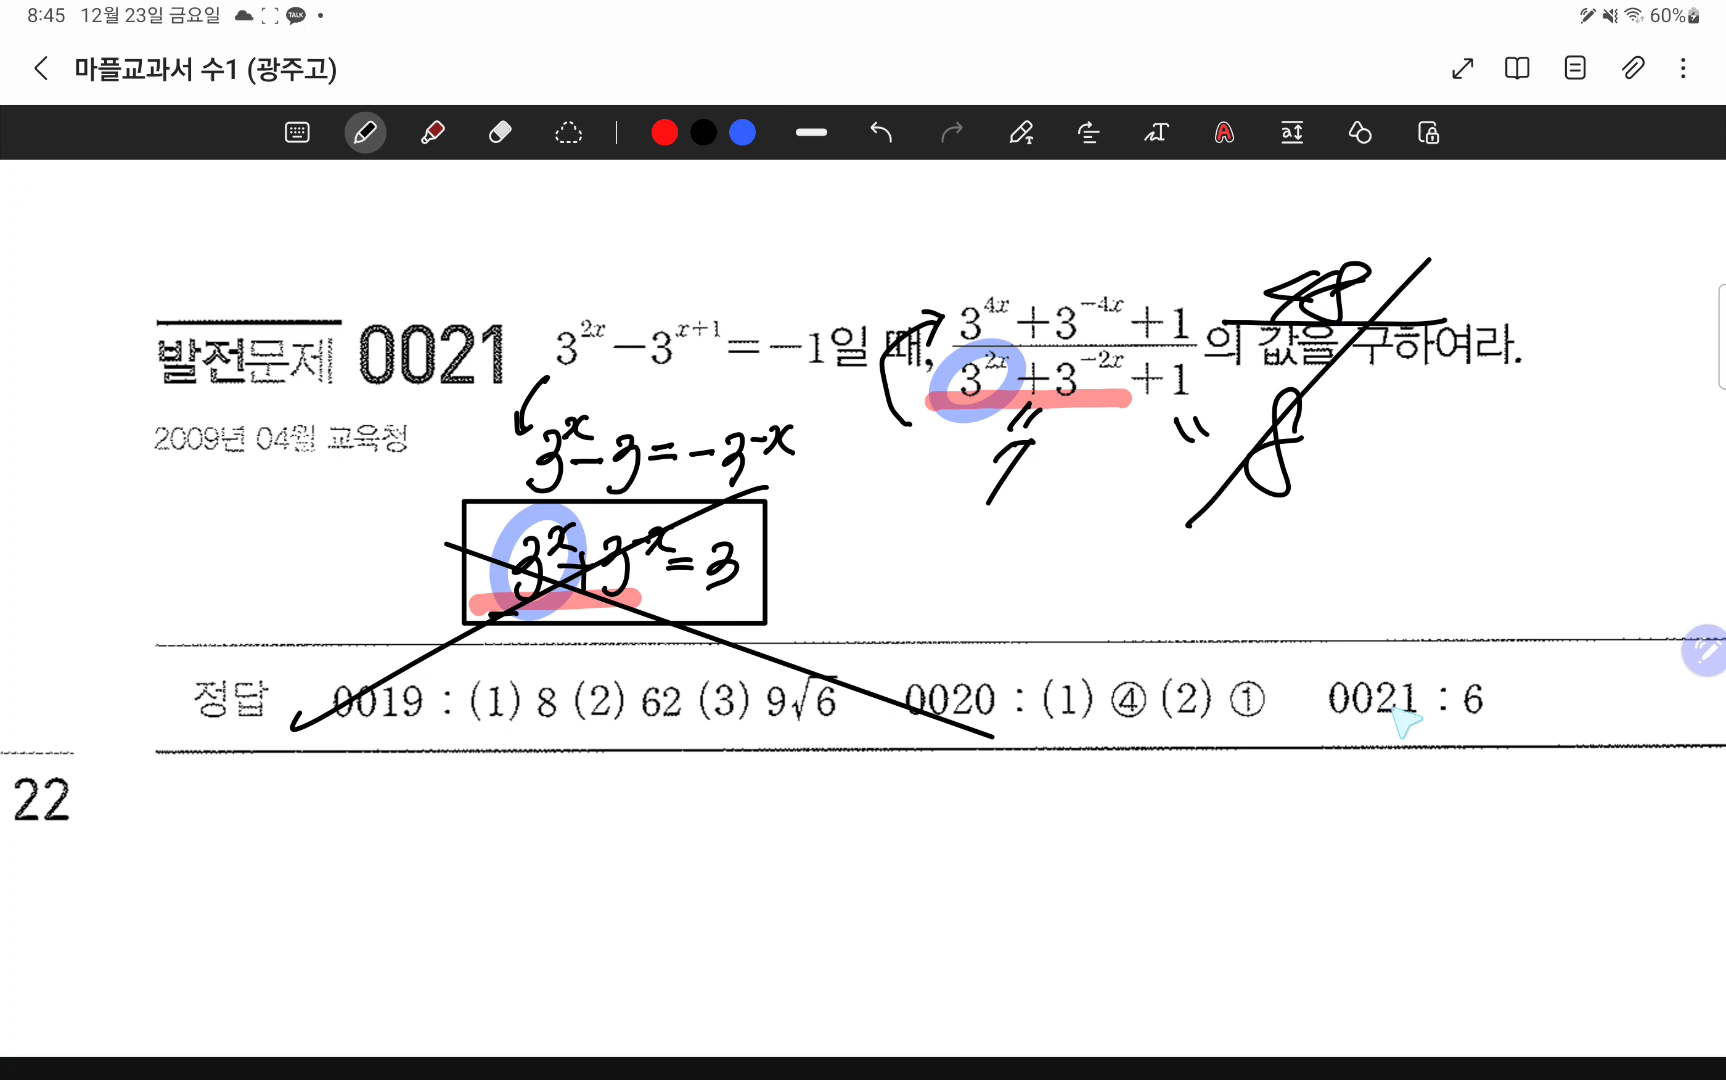 8:45 12월 23일 금요일 TALK 60%
마플교과서 수1 (광주고)
발전문제 0021 3^{2x} - 3^{x+1} = -1일 때, \frac{3^{4x}+3^{-4x}+1}{3^{2x}+3^{-2x}+1}의 값을 구하여라.
2009년 04월 교육청
3^x - 3 = -3^{-x}
7
8
3^x + 3^{-x} = 3
정답 0019 : (1) 8 (2) 62 (3) 9√6 0020 : (1) ④ (2) ① 0021 : 6
22